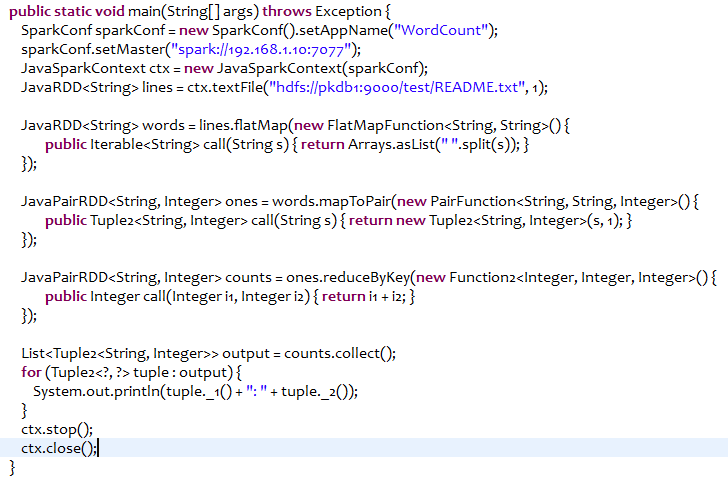 public static void main(String[] args) throws Exception {
SparkConf sparkConf = new SparkConf().setAppName("WordCount");
sparkConf.setMaster("spark://192.168.1.10:7077");
JavaSparkContext ctx = new JavaSparkContext(sparkConf);
JavaRDD<String> lines = ctx.textFile("hdfs://pkdb1:9000/test/README.txt", 1);
JavaRDD<String> words = lines.flatMap(new FlatMapFunction<String, String>() {
public Iterable<String> call(String s) { return Arrays.asList(" ".split(s)); }
});
JavaPairRDD<String, Integer> ones = words.mapToPair(new PairFunction<String, String, Integer>() {
public Tuple2<String, Integer> call(String s) { return new Tuple2<String, Integer>(s, 1); }
});
JavaPairRDD<String, Integer> counts = ones.reduceByKey(new Function2<Integer, Integer, Integer>() {
public Integer call(Integer i1, Integer i2) { return i1 + i2; }
});
List<Tuple2<String, Integer>> output = counts.collect();
for (Tuple2<?, ?> tuple : output) {
System.out.println(tuple._1() + ": " + tuple._2());
}
ctx.stop();
ctx.close();
}